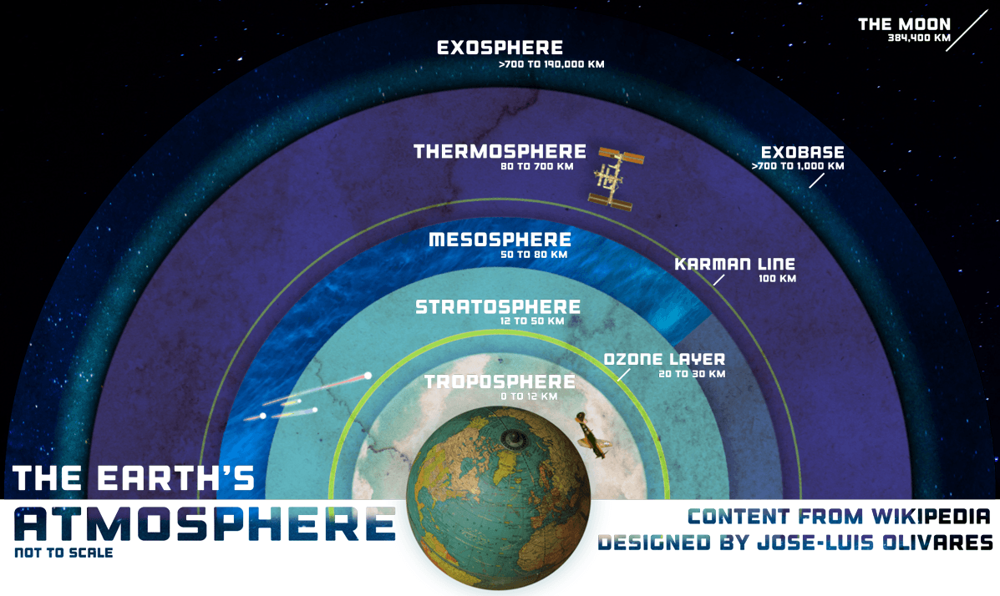 THE MOON
384,400 KM
EXOSPHERE
>700 TO 190,000 KM
THERMOSPHERE
80 TO 700 KM
EXOBASE
>700 TO 1,000 KM
MESOSPHERE
50 TO 80 KM
KARMAN LINE
100 KM
STRATOSPHERE
12 TO 50 KM
OZONE LAYER
20 TO 30 KM
TROPOSPHERE
0 TO 12 KM
THE EARTH'S
ATMOSPHERE
NOT TO SCALE
CONTENT FROM WIKIPEDIA
DESIGNED BY JOSE-LUIS OLIVARES